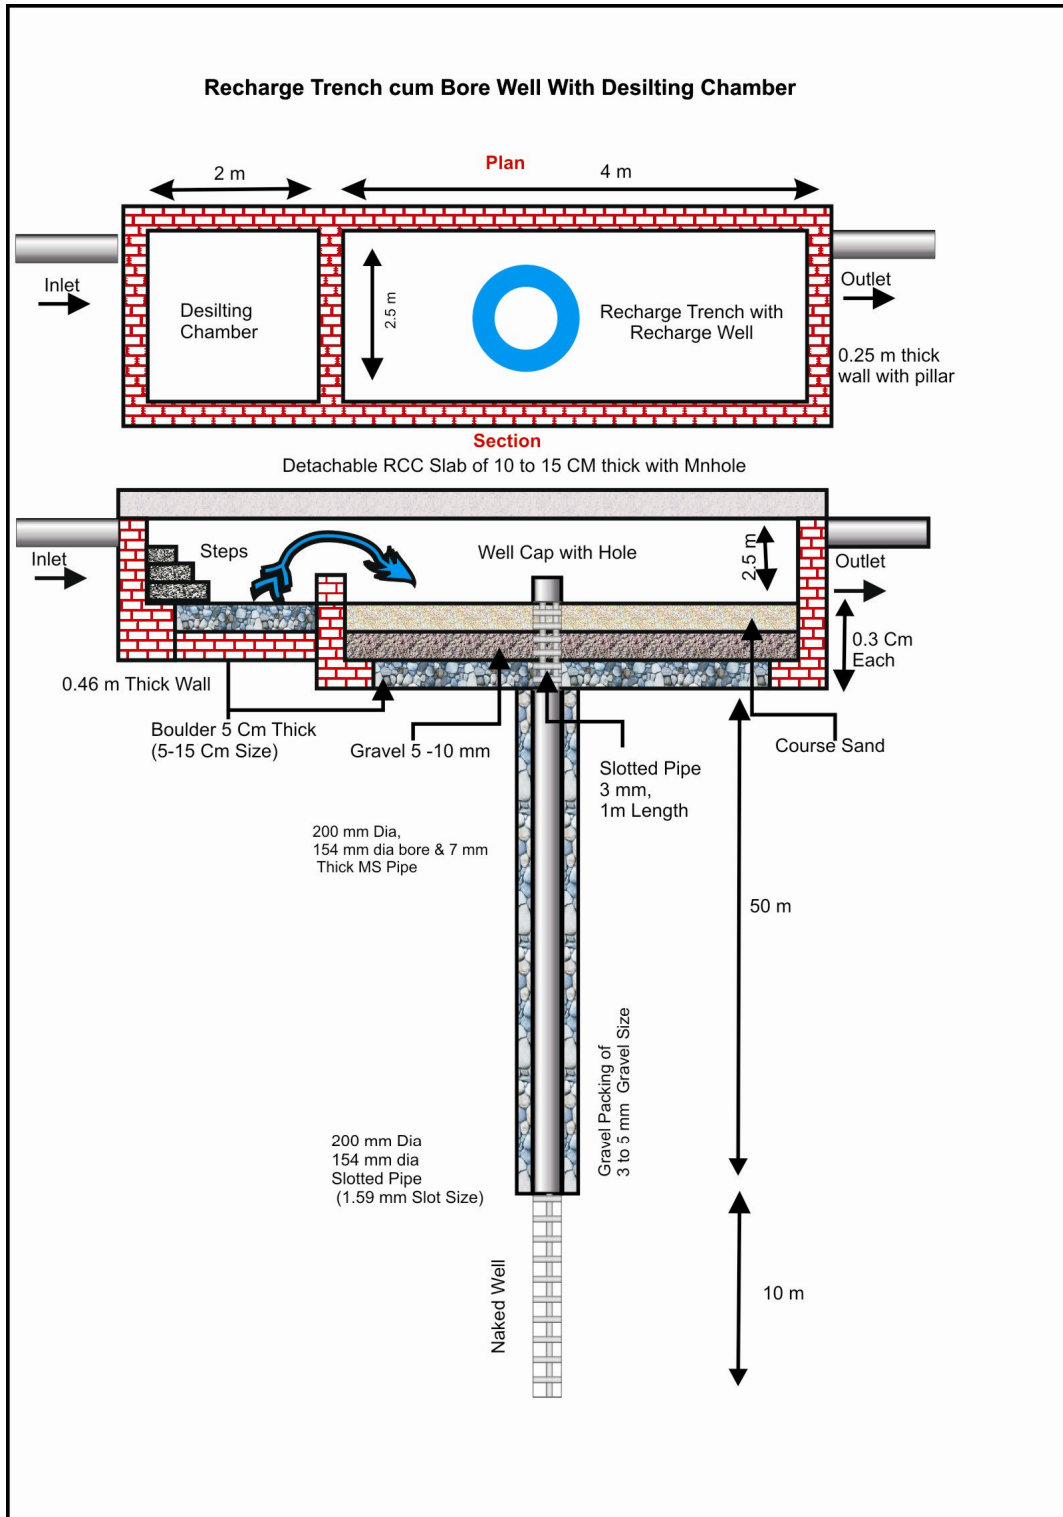 Recharge Trench cum Bore Well With Desilting Chamber
Plan
2 m
4 m
Inlet
Desilting
Chamber
2.5 m
Recharge Trench with
Recharge Well
Outlet
0.25 m thick
wall with pillar
Section
Detachable RCC Slab of 10 to 15 CM thick with Mnhole
Inlet
Steps
Well Cap with Hole
2.5 m
Outlet
0.3 Cm
Each
0.46 m Thick Wall
Boulder 5 Cm Thick
(5-15 Cm Size)
Gravel 5 -10 mm
Slotted Pipe
3 mm,
1m Length
Course Sand
200 mm Dia,
154 mm dia bore & 7 mm
Thick MS Pipe
50 m
Gravel Packing of
3 to 5 mm Gravel Size
200 mm Dia
154 mm dia
Slotted Pipe
(1.59 mm Slot Size)
Naked Well
10 m